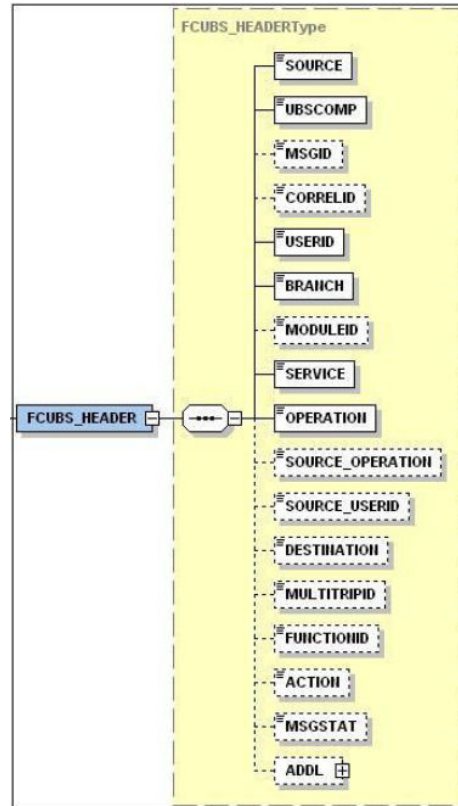 FCUBS_HEADERType
SOURCE
UBSCOMP
MSGID
CORRELID
USERID
BRANCH
MODULEID
SERVICE
FCUBS_HEADER
OPERATION
SOURCE_OPERATION
SOURCE_USERID
DESTINATION
MULTITRIPID
FUNCTIONID
ACTION
MSGSTAT
ADDL